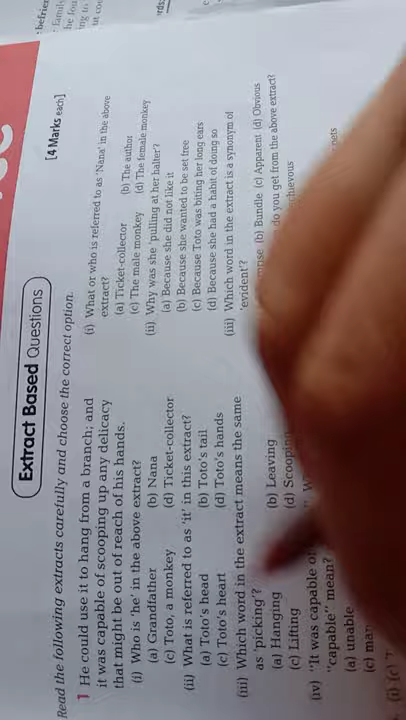 [4 Marks each]
Extract Based Questions
Read the following extracts carefully and choose the correct option.
1 He could use it to hang from a branch; and
it was capable of scooping up any delicacy
that might be out of reach of his hands.
(i) Who is 'he' in the above extract?
(a) Grandfather (b) Nana
(c) Toto, a monkey (d) Ticket-collector
(ii) What is referred to as 'it' in this extract?
(a) Toto's head (b) Toto's tail
(c) Toto's heart (d) Toto's hands
(iii) Which word in the extract means the same
as 'picking'?
(a) Hanging (b) Leaving
(c) Lifting (d) Scooping
(iv) "It was capable of
"capable" mean?
(a) unable
(c)
(i) What or who is referred to as 'Nana' in the above
extract?
(a) Ticket-collector (b) The author
(c) The male monkey (d) The female monkey
(ii) Why was she 'pulling at her halter'?
(a) Because she did not like it
(b) Because she wanted to be set free
(c) Because Toto was biting her long ears
(d) Because she had a habit of doing so
(iii) Which word in the extract is a synonym of
'evident'?
(b) Bundle (c) Apparent (d) Obvious
do you get from the above extract?